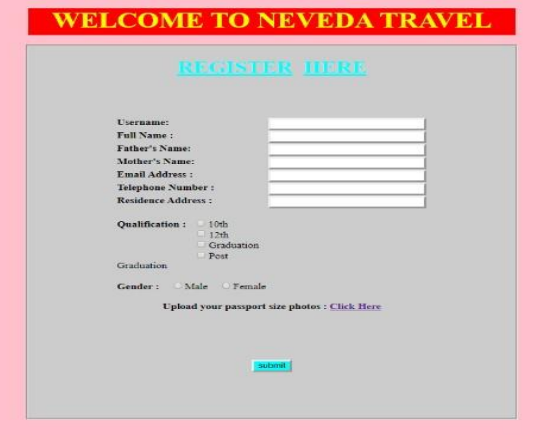 WELCOME TO NEVEDA TRAVEL
REGISTER HERE
Username:
Full Name :
Father's Name:
Mother's Name:
Email Address :
Telephone Number :
Residence Address :
Qualification : 10th
12th
Graduation
Post
Graduation
Gender : Male Female
Upload your passport size photos : Click Here
submit